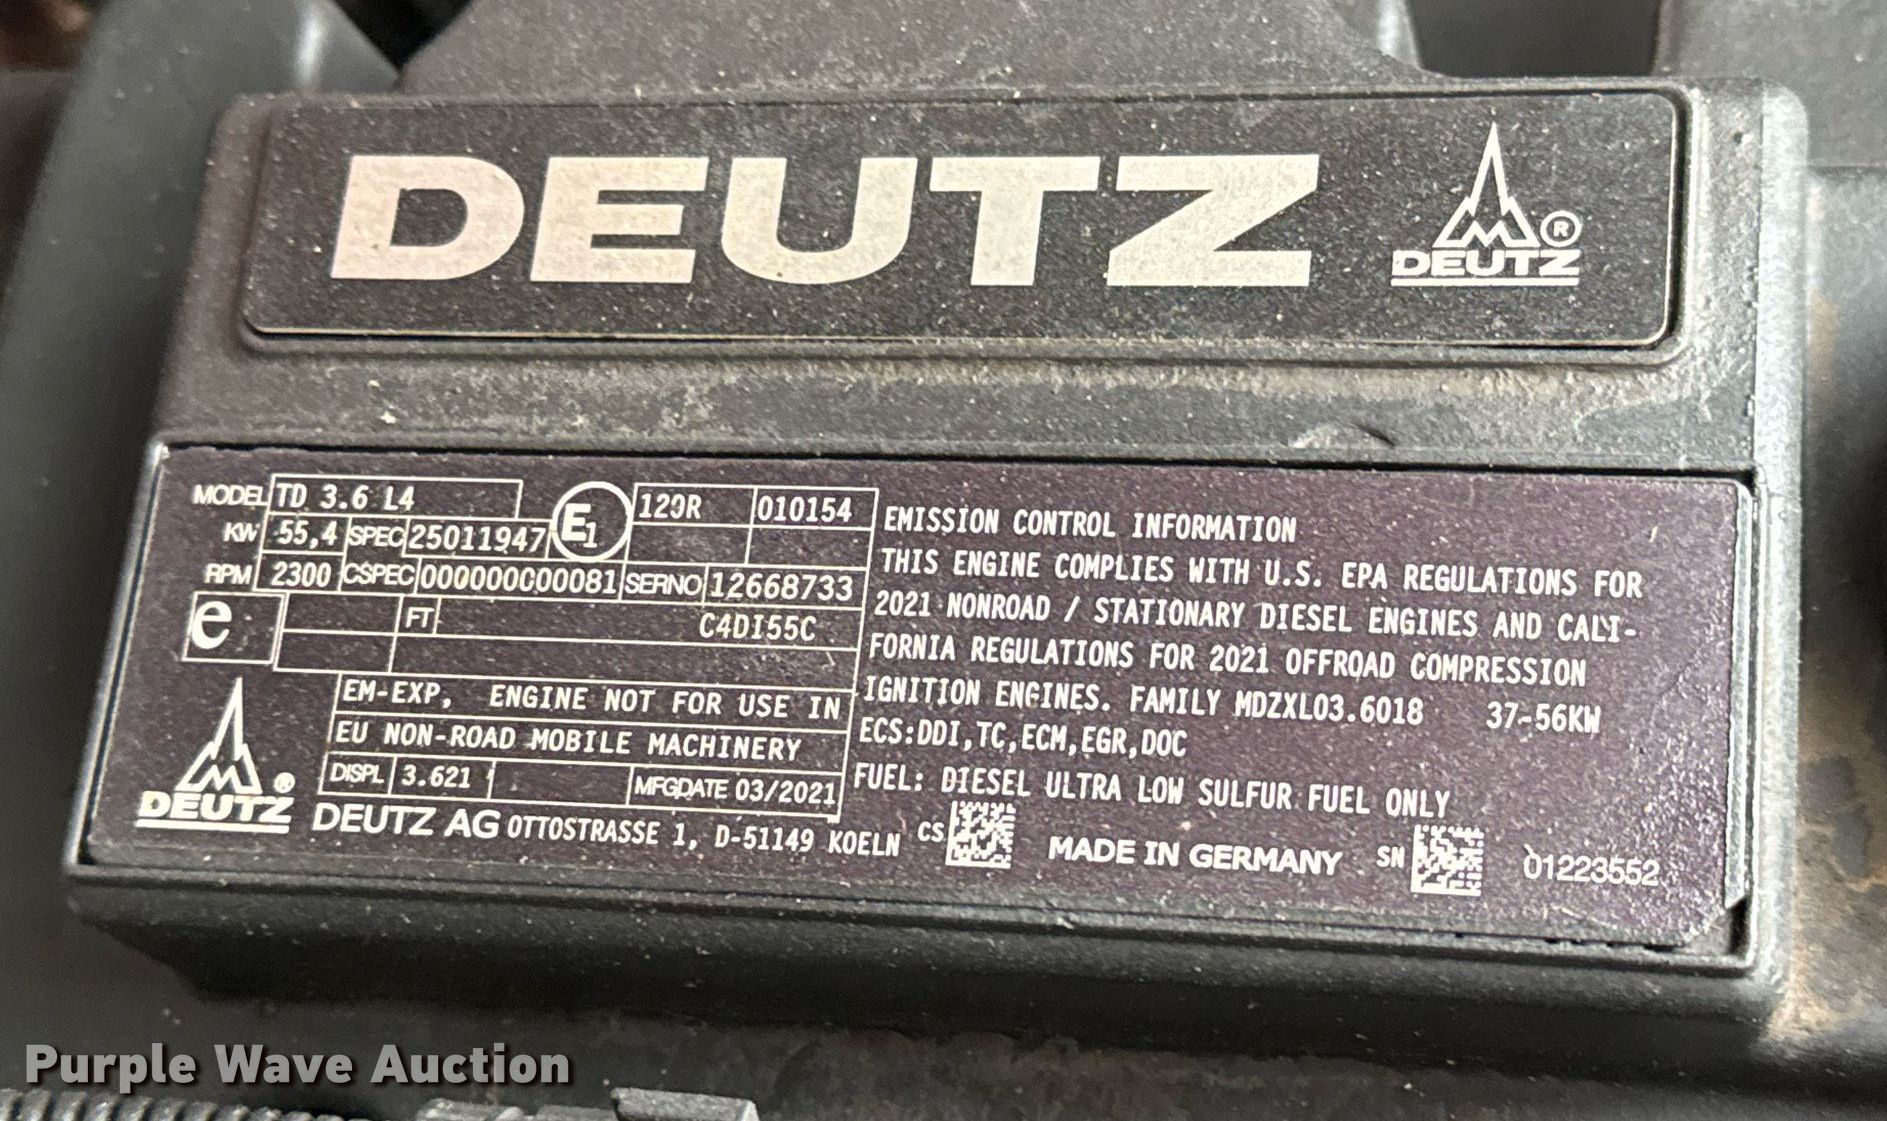 DEUTZ
DEUTZ ®
MODEL TD 3.6 L4 E1 120R 010154
KW 55,4 SPEC 25011947
RPM 2300 CSPEC 000000000081 SERNO 12668733
e FT C4DI55C
EM-EXP, ENGINE NOT FOR USE IN
EU NON-ROAD MOBILE MACHINERY
DISPL 3.621 MFGDATE 03/2021
DEUTZ ®
DEUTZ AG OTTOSTRASSE 1, D-51149 KOELN
EMISSION CONTROL INFORMATION
THIS ENGINE COMPLIES WITH U.S. EPA REGULATIONS FOR
2021 NONROAD / STATIONARY DIESEL ENGINES AND CALI-
FORNIA REGULATIONS FOR 2021 OFFROAD COMPRESSION
IGNITION ENGINES. FAMILY MDZXL03.6018 37-56KW
ECS:DDI,TC,ECM,EGR,DOC
FUEL: DIESEL ULTRA LOW SULFUR FUEL ONLY
CS MADE IN GERMANY SN 01223552
Purple Wave Auction